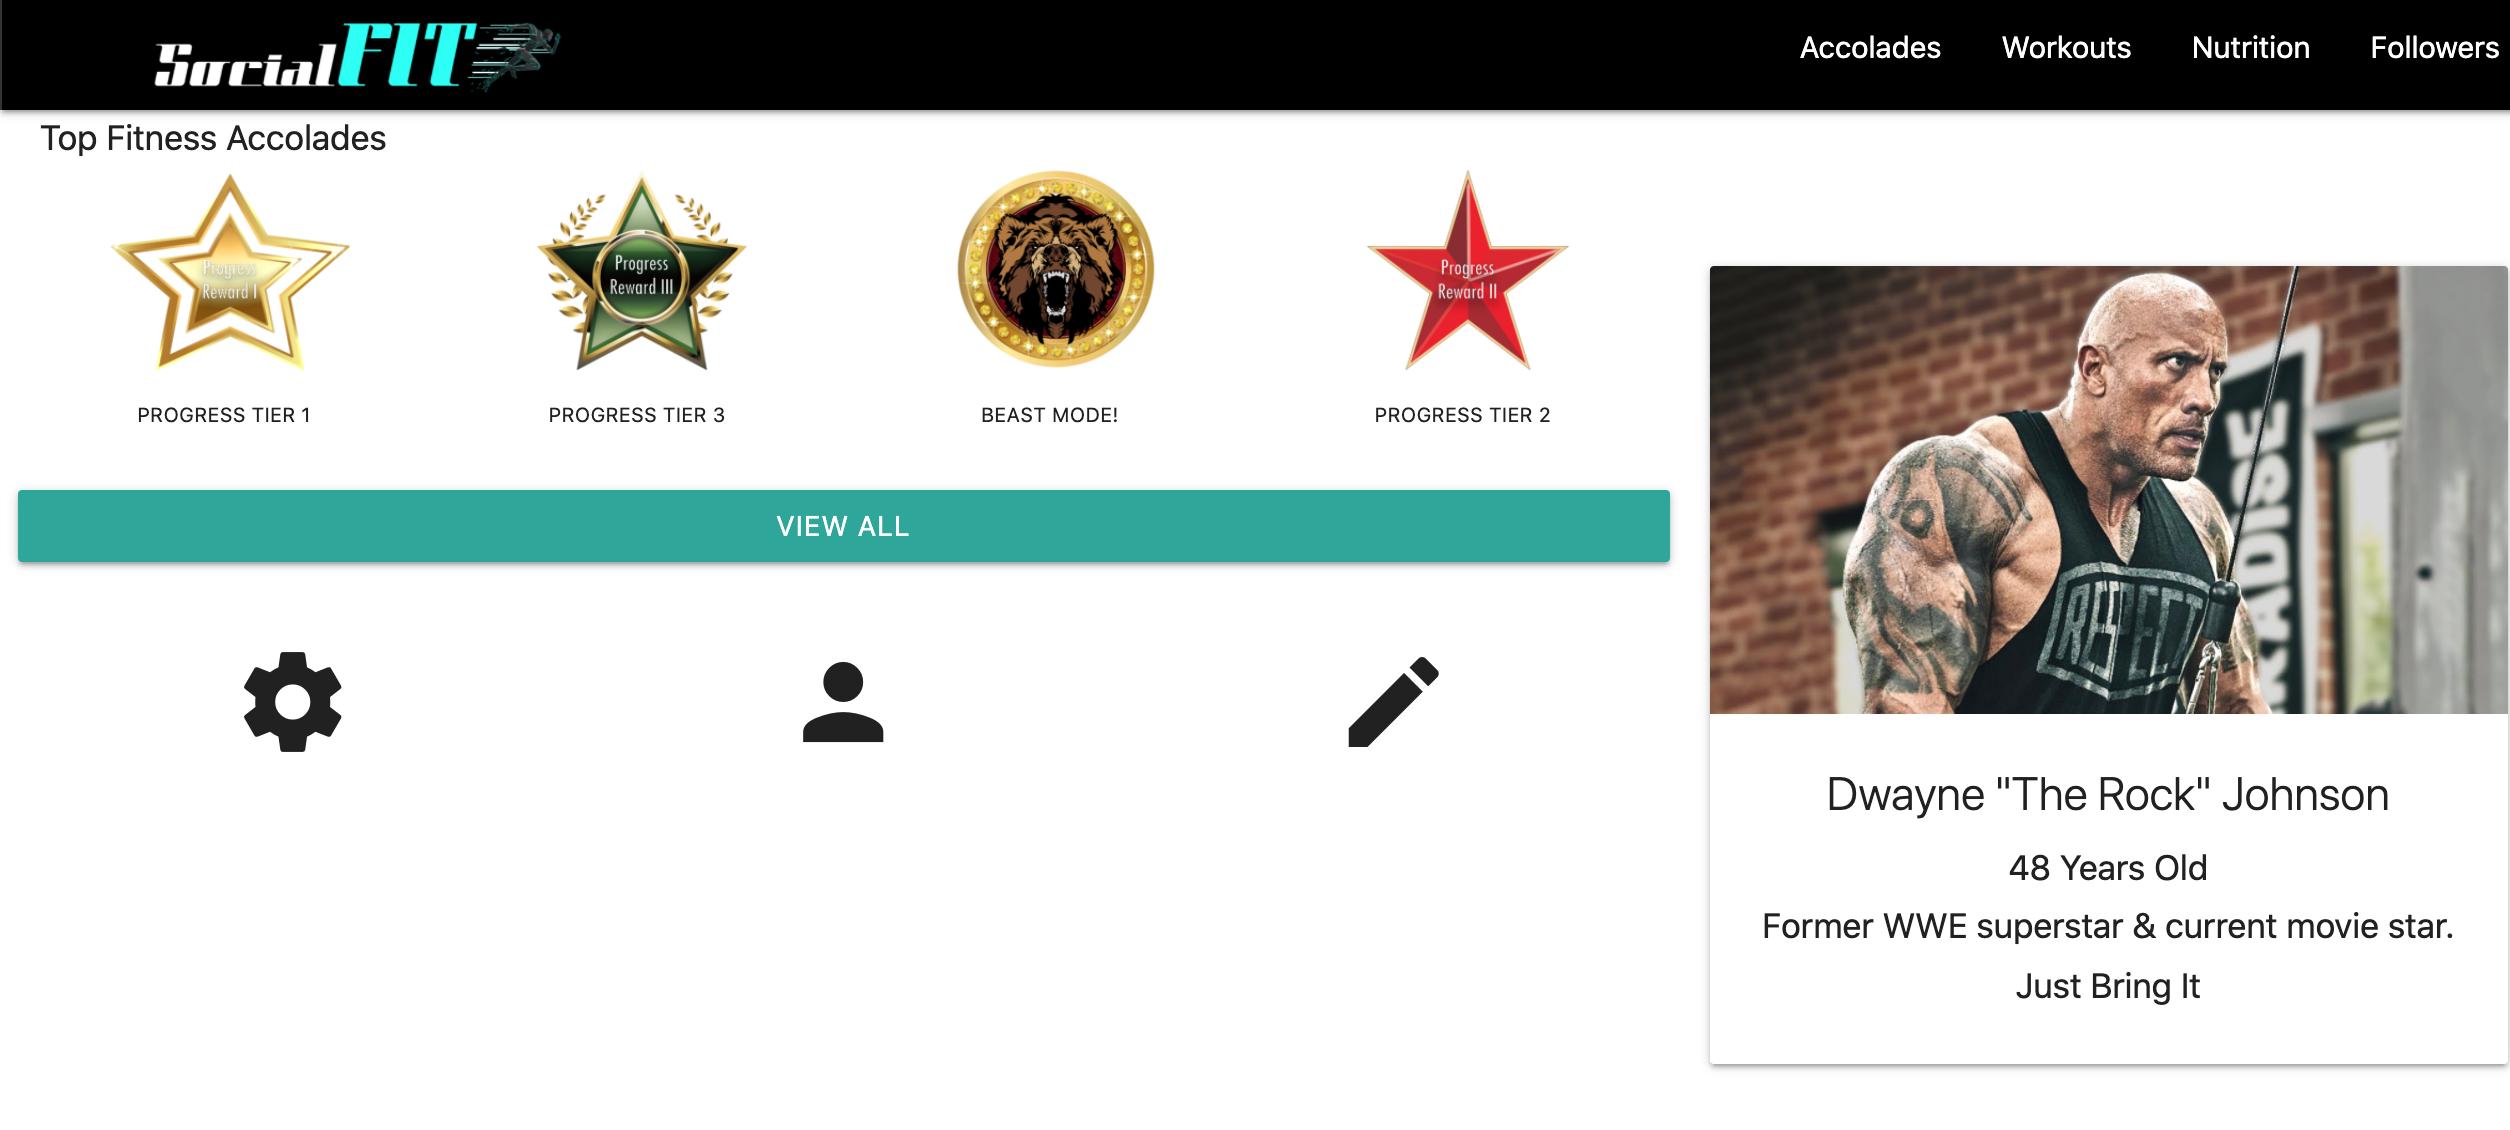 SocialFIT
Accolades
Workouts
Nutrition
Followers
Top Fitness Accolades
Progress
Reward I
Progress
Reward III
Progress
Reward II
PROGRESS TIER 1
PROGRESS TIER 3
BEAST MODE!
PROGRESS TIER 2
VIEW ALL
RESPECT
RADISE
Dwayne "The Rock" Johnson
48 Years Old
Former WWE superstar & current movie star.
Just Bring It